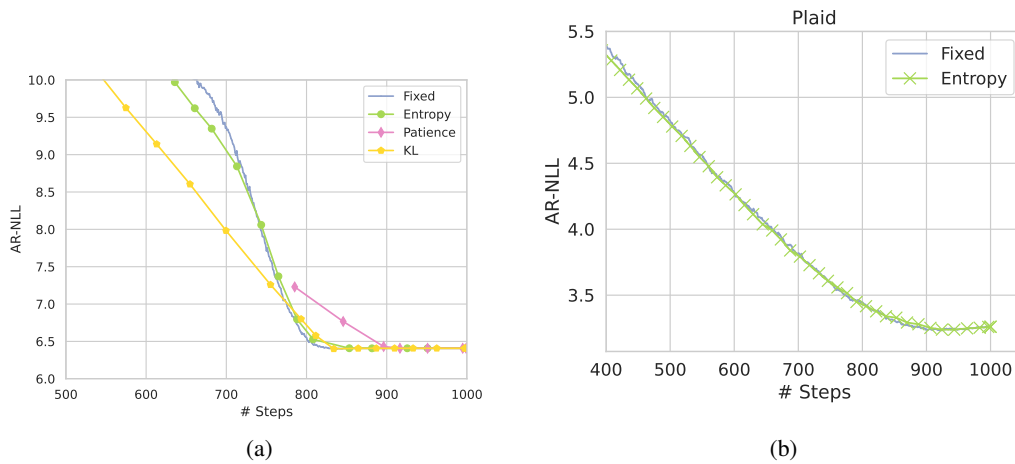 10.0
9.5
9.0
8.5
8.0
7.5
7.0
6.5
6.0
AR-NLL
500 600 700 800 900 1000
# Steps
Fixed
Entropy
Patience
KL
(a)
Plaid
5.5
5.0
4.5
4.0
3.5
AR-NLL
400 500 600 700 800 900 1000
# Steps
Fixed
Entropy
(b)